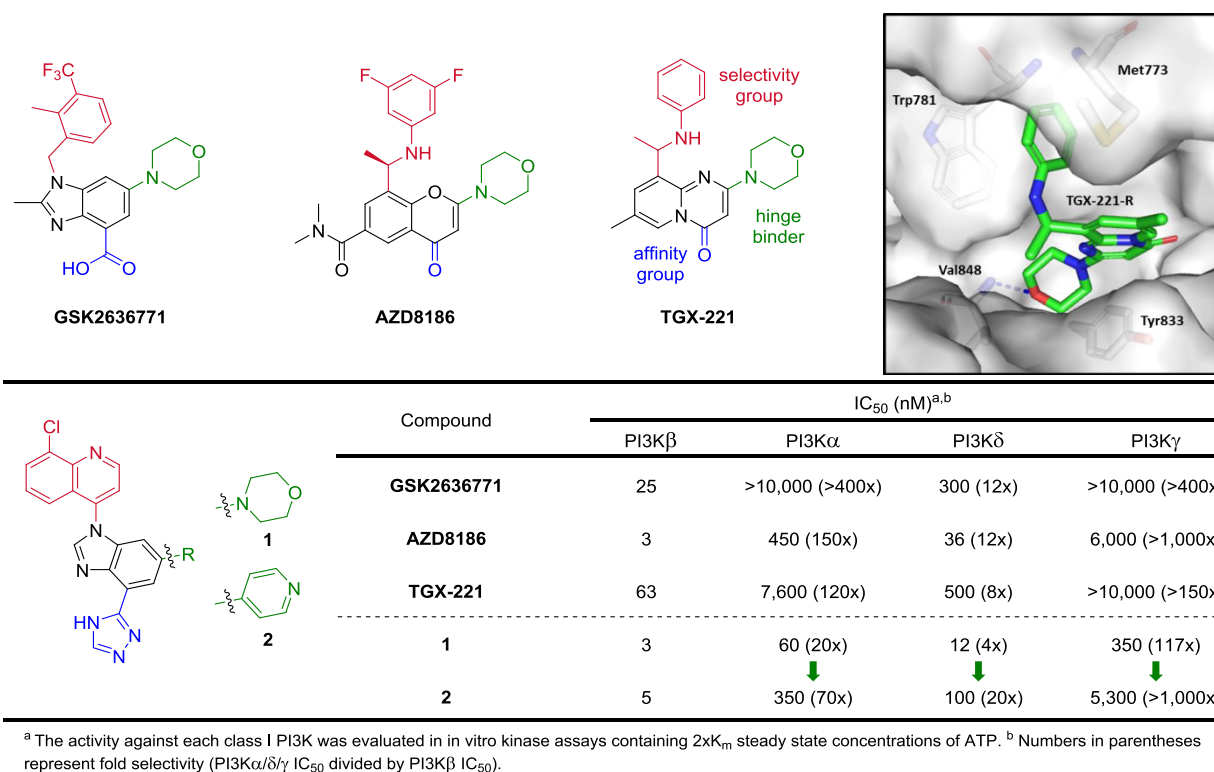 F3C
N
N
N
O
HO
O
GSK2636771
F
F
NH
O
N
O
N
O
O
AZD8186
NH
N
N
N
O
O
TGX-221
selectivity
group
hinge
binder
affinity
group
Met773
Trp781
TGX-221-R
Val848
Tyr833
Cl
N
N
N
R
HN
N
N
N
O
1
N
2
Compound
IC50 (nM)a,b
PI3Kβ PI3Kα PI3Kδ PI3Kγ
GSK2636771 25 >10,000 (>400x) 300 (12x) >10,000 (>400x
AZD8186 3 450 (150x) 36 (12x) 6,000 (>1,000x
TGX-221 63 7,600 (120x) 500 (8x) >10,000 (>150x
1 3 60 (20x) 12 (4x) 350 (117x)
2 5 350 (70x) 100 (20x) 5,300 (>1,000x
a The activity against each class I PI3K was evaluated in in vitro kinase assays containing 2xKm steady state concentrations of ATP. b Numbers in parentheses
represent fold selectivity (PI3Kα/δ/γ IC50 divided by PI3Kβ IC50).